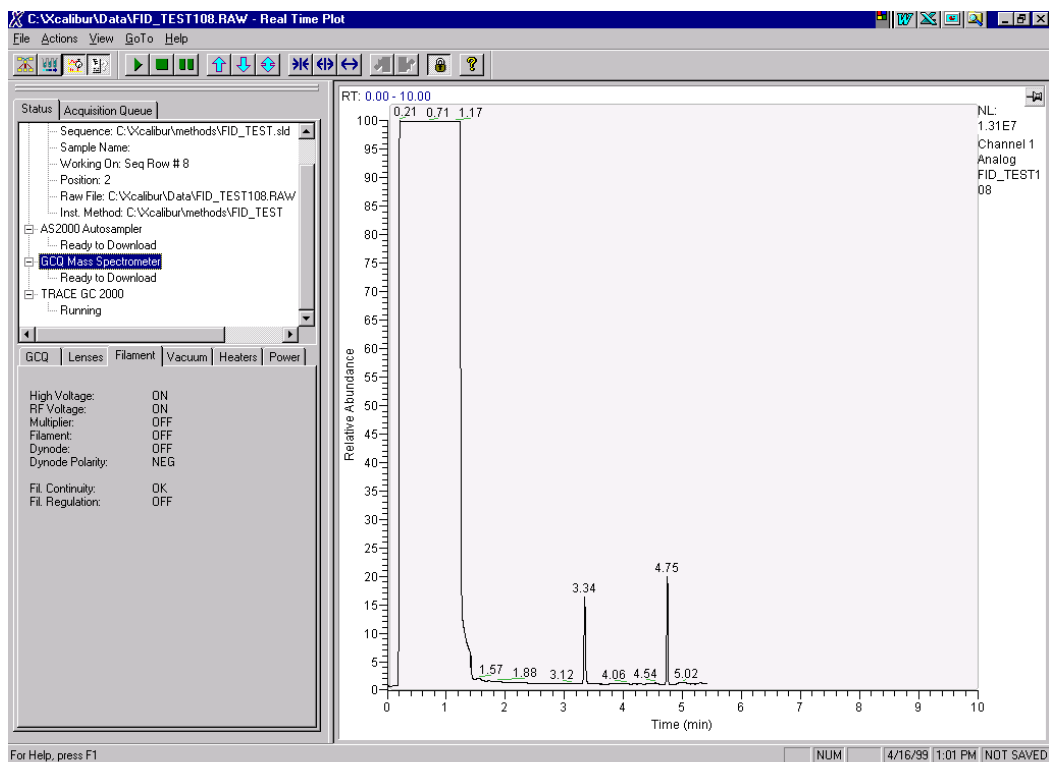 C:\Xcalibur\Data\FID_TEST108.RAW - Real Time Plot
File Actions View GoTo Help
Status Acquisition Queue
Sequence: C:\Xcalibur\methods\FID_TEST.sld
Sample Name:
Working On: Seq Row # 8
Position: 2
Raw File: C:\Xcalibur\Data\FID_TEST108.RAW
Inst. Method: C:\Xcalibur\methods\FID_TEST
AS2000 Autosampler
Ready to Download
GCQ Mass Spectrometer
Ready to Download
TRACE GC 2000
Running
GCQ Lenses Filament Vacuum Heaters Power
High Voltage: ON
RF Voltage: ON
Multiplier: OFF
Filament: OFF
Dynode: OFF
Dynode Polarity: NEG
Fil. Continuity: OK
Fil. Regulation: OFF
RT: 0.00 - 10.00
0.21 0.71 1.17
NL:
1.31E7
Channel 1
Analog
FID_TEST1
08
100
95
90
85
80
75
70
65
60
55
50
45
40
35
30
25
20
15
10
5
0
Relative Abundance
4.75
3.34
1.57 1.88 3.12 4.06 4.54 5.02
0 1 2 3 4 5 6 7 8 9 10
Time (min)
For Help, press F1
NUM 4/16/99 1:01 PM NOT SAVED